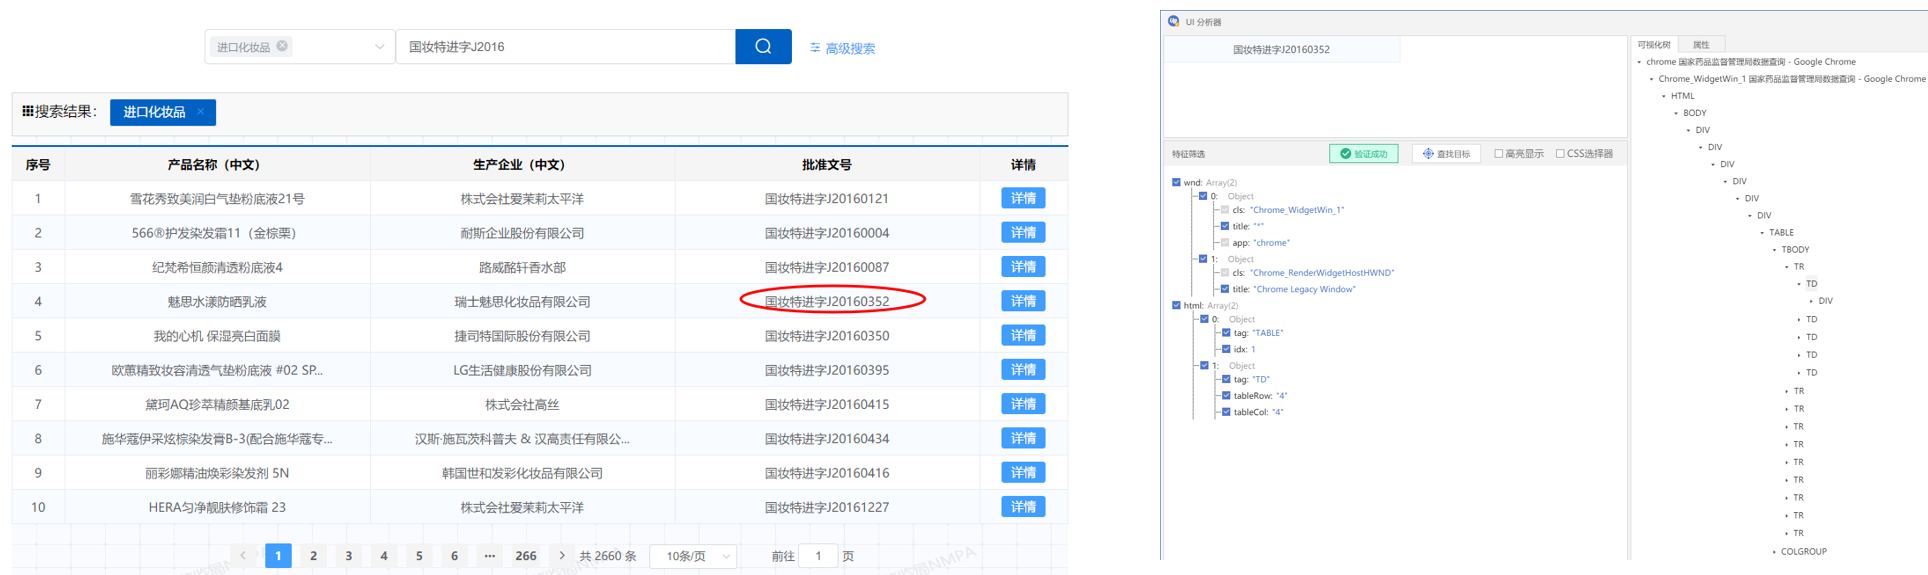 进口化妆品
国妆特进字J2016
高级搜索
搜索结果：
进口化妆品 ×
序号 产品名称（中文） 生产企业（中文） 批准文号 详情
1 雪花秀致美润白气垫粉底液21号 株式会社爱茉莉太平洋 国妆特进字J20160121 详情
2 566®护发染发霜11（金棕栗） 耐斯企业股份有限公司 国妆特进字J20160004 详情
3 纪梵希恒颜清透粉底液4 路威酩轩香水部 国妆特进字J20160087 详情
4 魅思水漾防晒乳液 瑞士魅思化妆品有限公司 国妆特进字J20160352 详情
5 我的心机 保湿亮白面膜 捷司特国际股份有限公司 国妆特进字J20160350 详情
6 欧蕙精致妆容清透气垫粉底液 #02 SP... LG生活健康股份有限公司 国妆特进字J20160395 详情
7 黛珂AQ珍萃精颜基底乳02 株式会社高丝 国妆特进字J20160415 详情
8 施华蔻伊采炫棕染发膏B-3(配合施华蔻专... 汉斯·施瓦茨科普夫 & 汉高责任有限公... 国妆特进字J20160434 详情
9 丽彩娜精油焕彩染发剂 5N 韩国世和发彩化妆品有限公司 国妆特进字J20160416 详情
10 HERA匀净靓肤修饰霜 23 株式会社爱茉莉太平洋 国妆特进字J20161227 详情
1 2 3 4 5 6 ··· 266 共 2660 条 10条/页 前往 1 页
NMPA
UI 分析器
国妆特进字J20160352
特征筛选 验证成功 查找目标 高亮显示 CSS选择器
wnd: Array(2)
0: Object
cls: "Chrome_WidgetWin_1"
title: "*"
app: "chrome"
1: Object
cls: "Chrome_RenderWidgetHostHWND"
title: "Chrome Legacy Window"
html: Array(2)
0: Object
tag: "TABLE"
idx: 1
1: Object
tag: "TD"
tableRow: "4"
tableCol: "4"
可视化树 属性
chrome 国家药品监督管理局数据查询 - Google Chrome
Chrome_WidgetWin_1 国家药品监督管理局数据查询 - Google Chrome
HTML
BODY
DIV
DIV
DIV
DIV
DIV
DIV
TABLE
TBODY
TR
TD
DIV
TD
TD
TD
TD
TR
TR
TR
TR
TR
TR
TR
TR
TR
COLGROUP